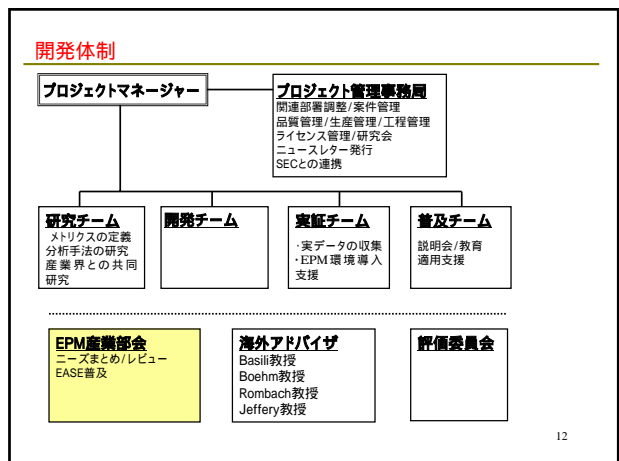 開発体制
プロジェクトマネージャー
プロジェクト管理事務局
関連部署調整/案件管理
品質管理/生産管理/工程管理
ライセンス管理/研究会
ニュースレター発行
SECとの連携
研究チーム
メトリクスの定義
分析手法の研究
産業界との共同
研究
開発チーム
実証チーム
・実データの収集
・EPM環境導入
支援
普及チーム
説明会/教育
適用支援
EPM産業部会
ニーズまとめ/レビュー
EASE普及
海外アドバイザ
Basili教授
Boehm教授
Rombach教授
Jeffery教授
評価委員会
12